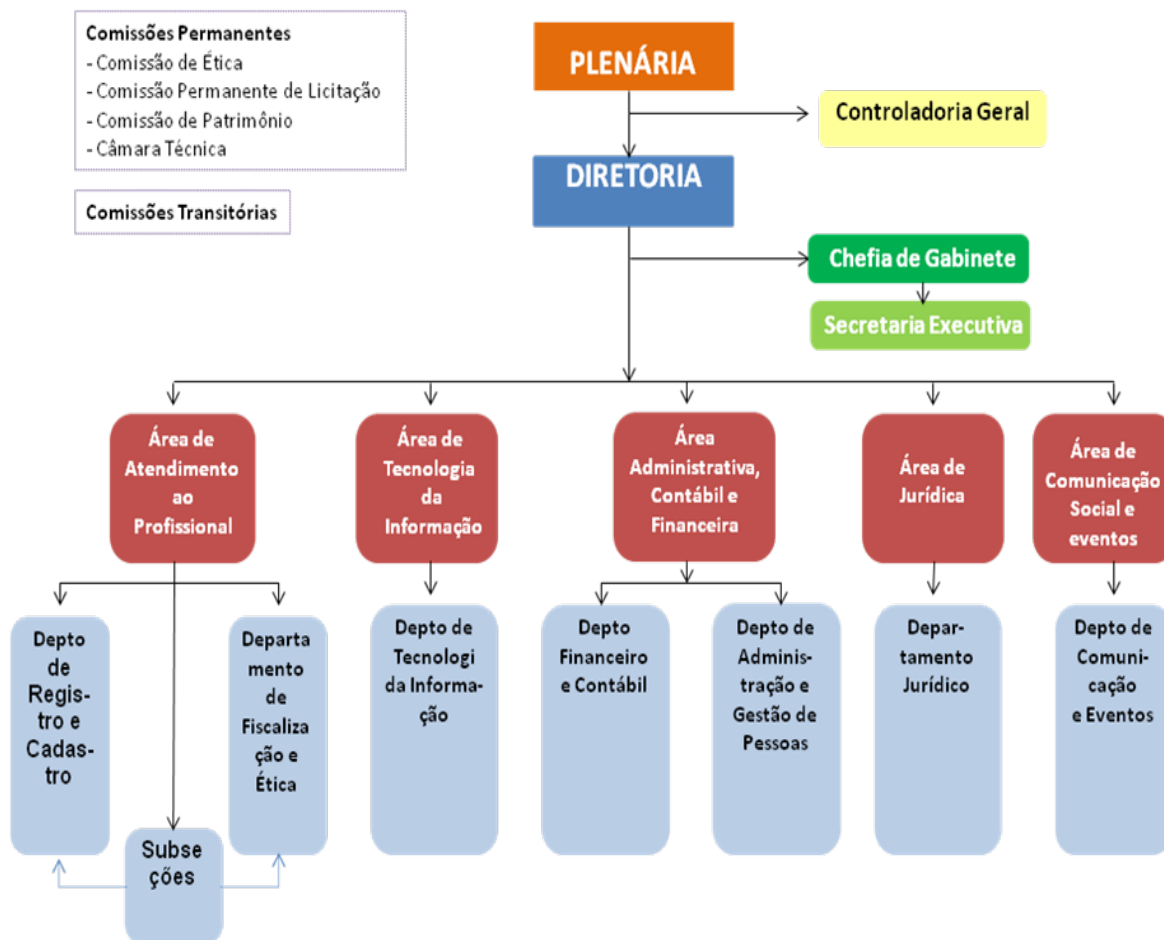 Comissões Permanentes
- Comissão de Ética
- Comissão Permanente de Licitação
- Comissão de Patrimônio
- Câmara Técnica
Comissões Transitórias
PLENÁRIA
Controladoria Geral
DIRETORIA
Chefia de Gabinete
Secretaria Executiva
Área de
Atendimento
ao
Profissional
Área de
Tecnologia
da
Informação
Área
Administrativa,
Contábil e
Financeira
Área de
Jurídica
Área de
Comunicação
Social e
eventos
Depto
de
Regis-
tro e
Cadas-
tro
Departa
mento
de
Fiscaliza
ção e
Ética
Depto de
Tecnologi
da Informa-
ção
Depto
Financeiro
e Contábil
Depto de
Adminis-
tração e
Gestão de
Pessoas
Depar-
tamento
Jurídico
Depto de
Comuni-
cação
e Eventos
Subse
ções